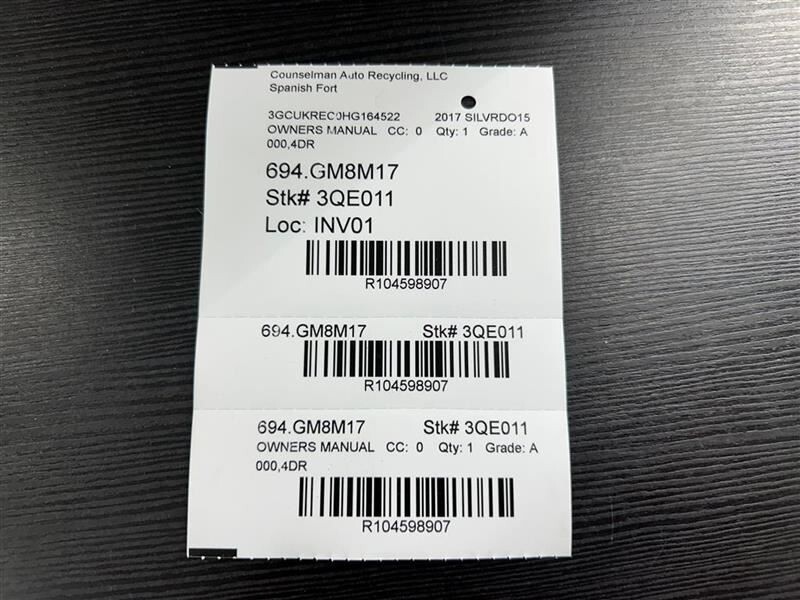 Counselman Auto Recycling, LLC
Spanish Fort
3GCUKREC0HG164522 2017 SILVRDO15
OWNERS MANUAL CC: 0 Qty: 1 Grade: A
000,4DR
694.GM8M17
Stk# 3QE011
Loc: INV01
R104598907
694.GM8M17 Stk# 3QE011
R104598907
694.GM8M17 Stk# 3QE011
OWNERS MANUAL CC: 0 Qty: 1 Grade: A
000,4DR
R104598907